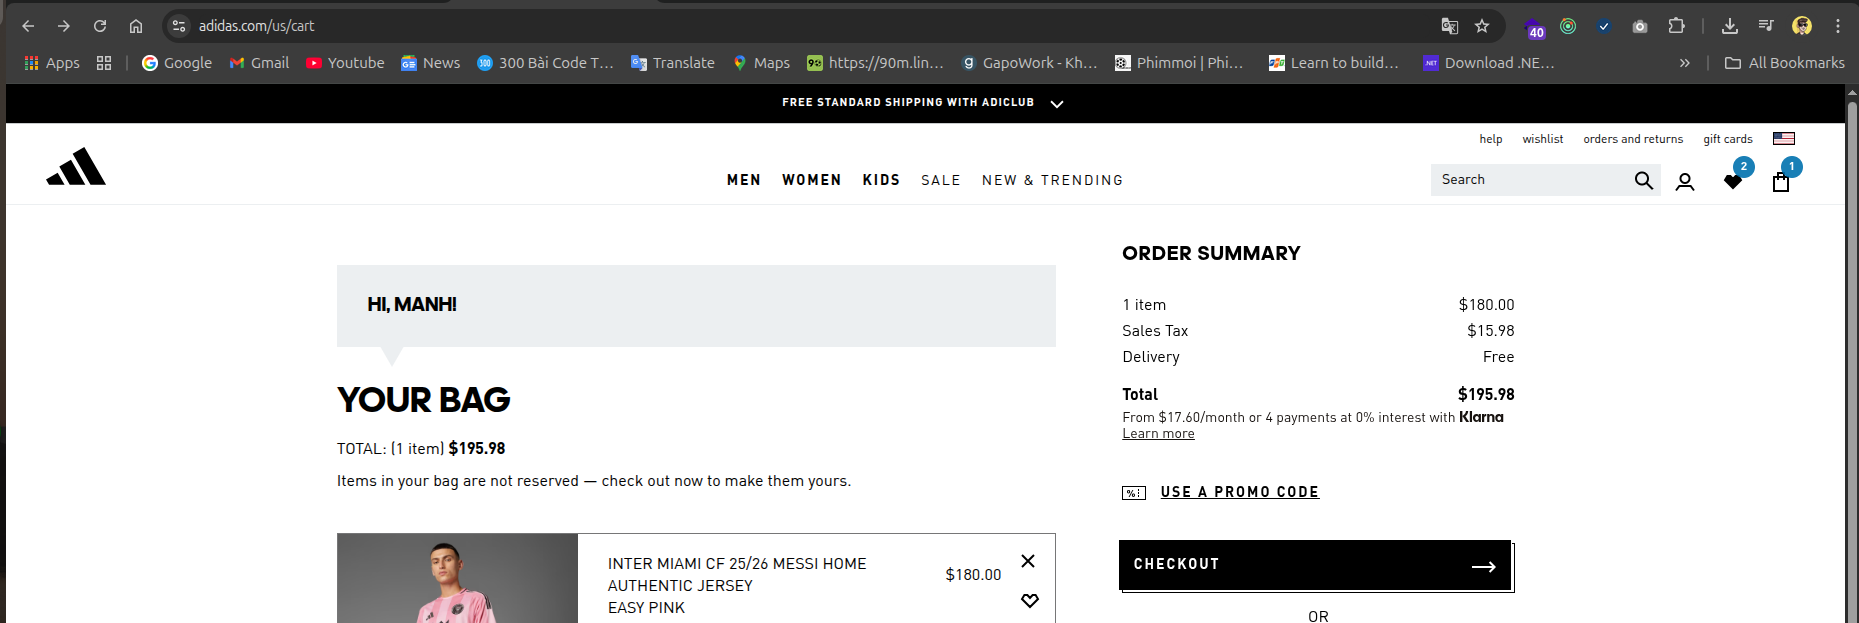 adidas.com/us/cart
40
Apps
Google
Gmail
Youtube
News
300 Bài Code T...
Translate
Maps
https://90m.lin...
GapoWork - Kh...
Phimmoi | Phi...
Learn to build...
Download .NE...
» All Bookmarks
FREE STANDARD SHIPPING WITH ADICLUB
help wishlist orders and returns gift cards
MEN WOMEN KIDS SALE NEW & TRENDING
Search
2
1
HI, MANH!
YOUR BAG
TOTAL: (1 item) $195.98
Items in your bag are not reserved — check out now to make them yours.
INTER MIAMI CF 25/26 MESSI HOME
AUTHENTIC JERSEY
EASY PINK
$180.00
ORDER SUMMARY
1 item $180.00
Sales Tax $15.98
Delivery Free
Total $195.98
From $17.60/month or 4 payments at 0% interest with Klarna
Learn more
USE A PROMO CODE
CHECKOUT
OR